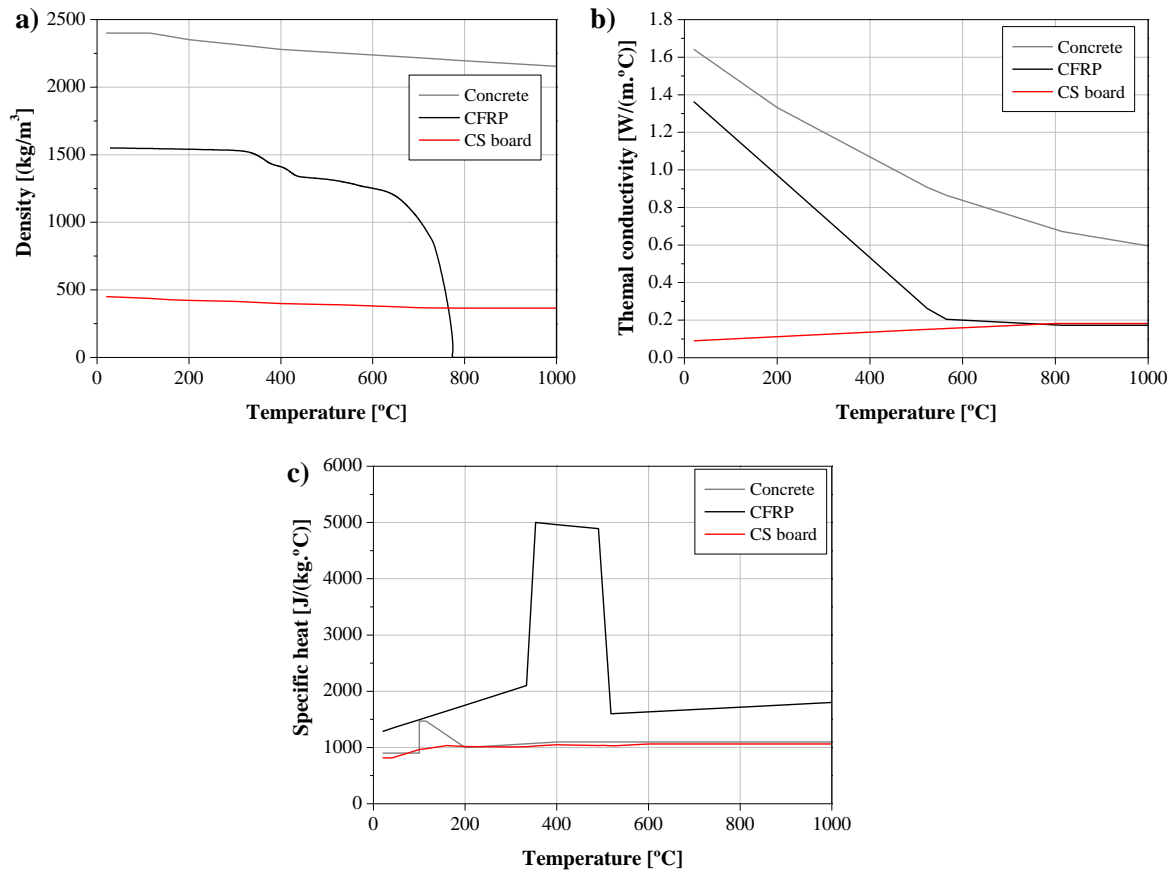 a)
2500
2000
1500
1000
500
0
Density [(kg/m³)]
Concrete
CFRP
CS board
0 200 400 600 800 1000
Temperature [ºC]
b)
1.8
1.6
1.4
1.2
1.0
0.8
0.6
0.4
0.2
0.0
Themal conductivity [W/(m.ºC)]
Concrete
CFRP
CS board
0 200 400 600 800 1000
Temperature [ºC]
c)
6000
5000
4000
3000
2000
1000
0
Specific heat [J/(kg.ºC)]
Concrete
CFRP
CS board
0 200 400 600 800 1000
Temperature [ºC]